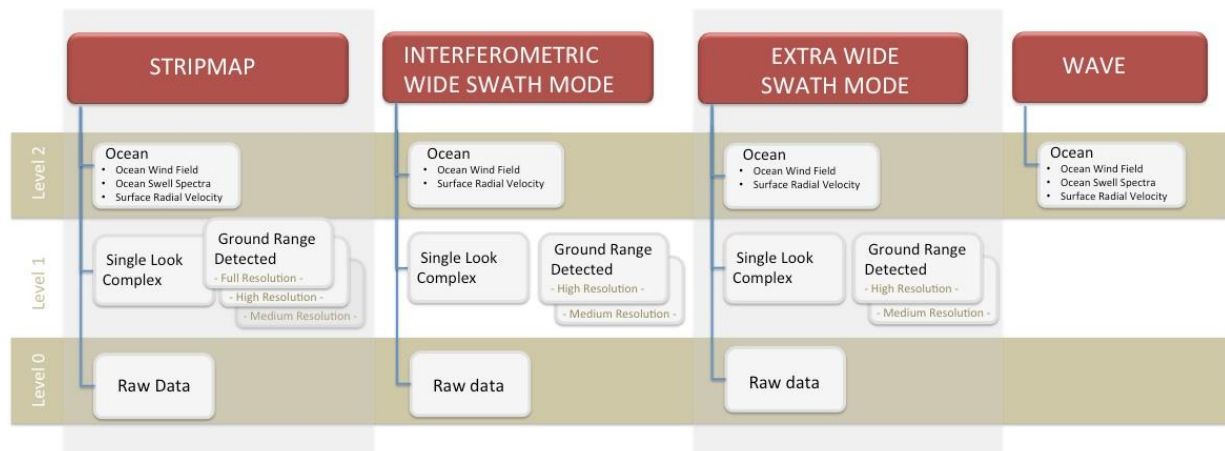 STRIPMAP
INTERFEROMETRIC
WIDE SWATH MODE
EXTRA WIDE
SWATH MODE
WAVE
Level 2
Ocean
• Ocean Wind Field
• Ocean Swell Spectra
• Surface Radial Velocity
Ocean
• Ocean Wind Field
• Surface Radial Velocity
Ocean
• Ocean Wind Field
• Surface Radial Velocity
Ocean
• Ocean Wind Field
• Ocean Swell Spectra
• Surface Radial Velocity
Level 1
Single Look
Complex
Ground Range
Detected
- Full Resolution -
- High Resolution -
- Medium Resolution -
Single Look
Complex
Ground Range
Detected
- High Resolution -
- Medium Resolution -
Single Look
Complex
Ground Range
Detected
- High Resolution -
- Medium Resolution -
Level 0
Raw Data
Raw data
Raw data